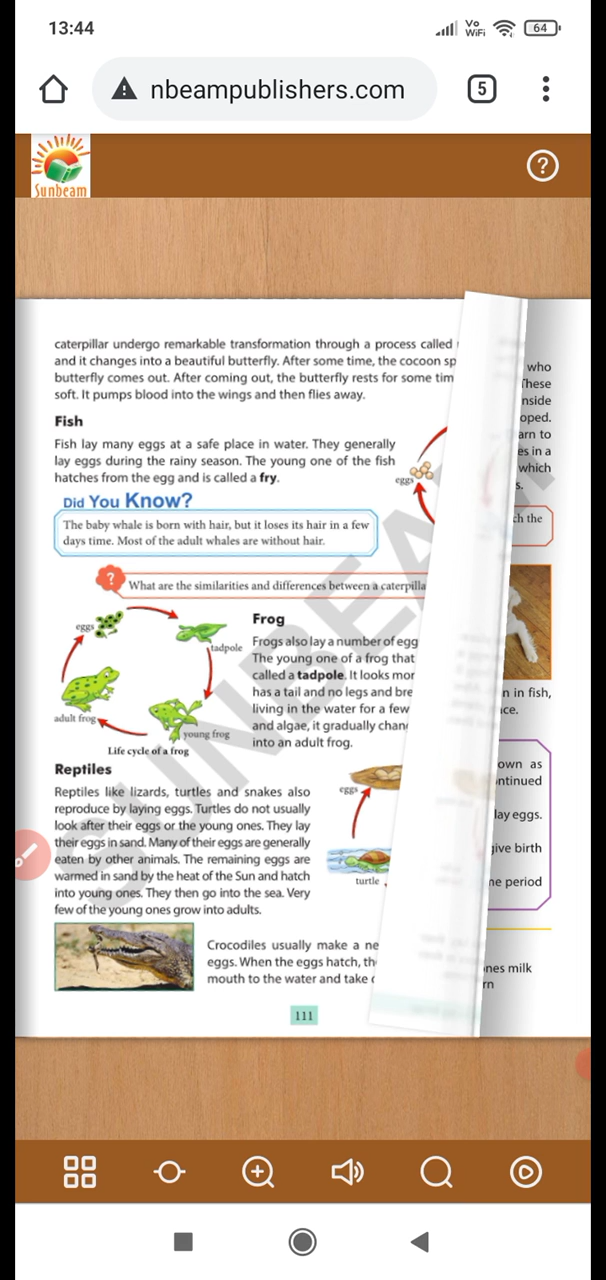 13:44
Vo
WiFi
64
nbeampublishers.com
5
Sunbeam
?
caterpillar undergo remarkable transformation through a process called
and it changes into a beautiful butterfly. After some time, the cocoon sp
butterfly comes out. After coming out, the butterfly rests for some tim
soft. It pumps blood into the wings and then flies away.
Fish
Fish lay many eggs at a safe place in water. They generally
lay eggs during the rainy season. The young one of the fish
hatches from the egg and is called a fry.
eggs
Did You Know?
The baby whale is born with hair, but it loses its hair in a few
days time. Most of the adult whales are without hair.
?
What are the similarities and differences between a caterpilla
eggs
tadpole
adult frog
young frog
Life cycle of a frog
Frog
Frogs also lay a number of egg
The young one of a frog that
called a tadpole. It looks mor
has a tail and no legs and bre
living in the water for a few
and algae, it gradually chan
into an adult frog.
Reptiles
Reptiles like lizards, turtles and snakes also
reproduce by laying eggs. Turtles do not usually
look after their eggs or the young ones. They lay
their eggs in sand. Many of their eggs are generally
eaten by other animals. The remaining eggs are
warmed in sand by the heat of the Sun and hatch
into young ones. They then go into the sea. Very
few of the young ones grow into adults.
eggs
turtle
Crocodiles usually make a ne
eggs. When the eggs hatch, th
mouth to the water and take
111
SUNBEAM
who
These
nside
oped.
arn to
es in a
which
s.
ch the
n in fish,
ce.
own as
ntinued
lay eggs.
give birth
ne period
ones milk
rn